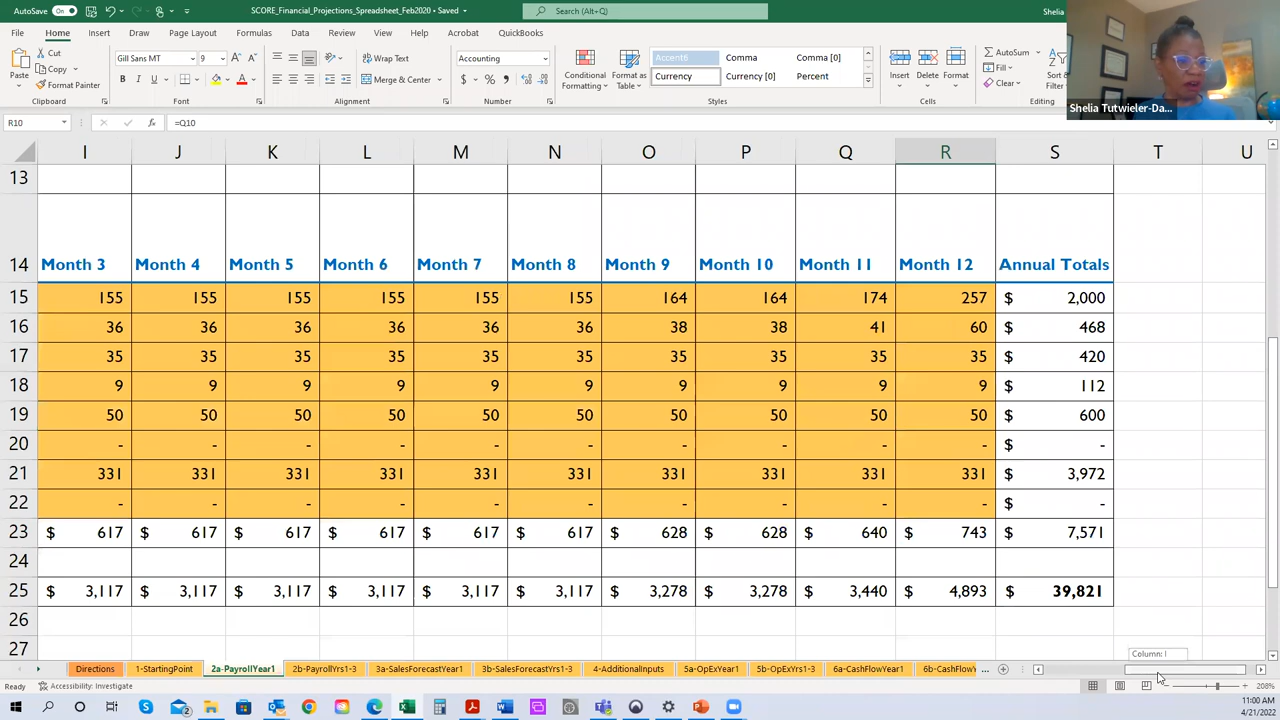 AutoSave On SCORE_Financial_Projections_Spreadsheet_Feb2020 • Saved Search (Alt+Q) Shelia
File Home Insert Draw Page Layout Formulas Data Review View Help Acrobat QuickBooks
Paste Cut Copy Format Painter Clipboard
Gill Sans MT 9 B I U Font
Wrap Text Merge & Center Alignment
Accounting $ % Number
Conditional Formatting Format as Table
Accent6 Comma Comma [0]
Currency Currency [0] Percent
Styles
Insert Delete Format Cells
AutoSum Fill Clear Sort & Editing
Shelia Tutwieler-Da...
R10 =Q10
I J K L M N O P Q R S T U
13
14 Month 3 Month 4 Month 5 Month 6 Month 7 Month 8 Month 9 Month 10 Month 11 Month 12 Annual Totals
15 155 155 155 155 155 155 164 164 174 257 $ 2,000
16 36 36 36 36 36 36 38 38 41 60 $ 468
17 35 35 35 35 35 35 35 35 35 35 $ 420
18 9 9 9 9 9 9 9 9 9 9 $ 112
19 50 50 50 50 50 50 50 50 50 50 $ 600
20 - - - - - - - - - - $ -
21 331 331 331 331 331 331 331 331 331 331 $ 3,972
22 - - - - - - - - - - $ -
23 $ 617 $ 617 $ 617 $ 617 $ 617 $ 617 $ 628 $ 628 $ 640 $ 743 $ 7,571
24
25 $ 3,117 $ 3,117 $ 3,117 $ 3,117 $ 3,117 $ 3,117 $ 3,278 $ 3,278 $ 3,440 $ 4,893 $ 39,821
26
27
Column: I
Directions 1-StartingPoint 2a-PayrollYear1 2b-PayrollYrs1-3 3a-SalesForecastYear1 3b-SalesForecastYrs1-3 4-AdditionalInputs 5a-OpExYear1 5b-OpExYrs1-3 6a-CashFlowYear1 6b-CashFlowY ...
Ready Accessibility: Investigate 208%
11:00 AM
4/21/2022